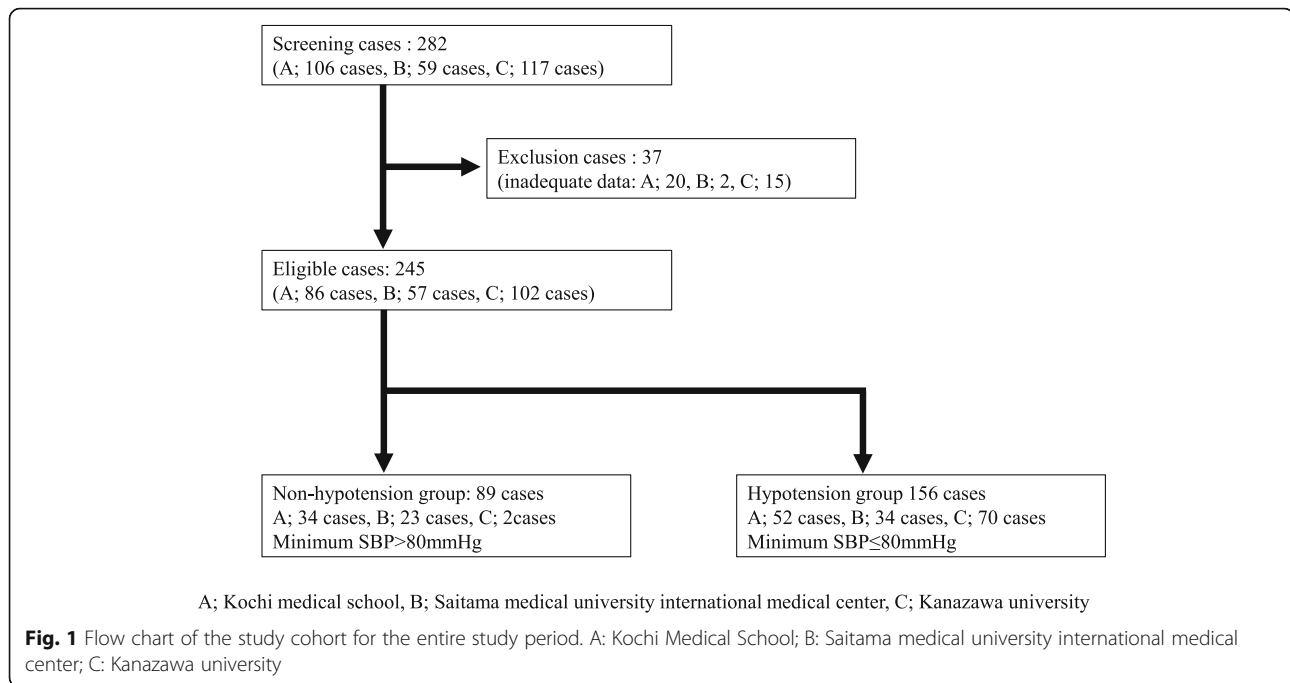 Screening cases : 282
(A; 106 cases, B; 59 cases, C; 117 cases)
Exclusion cases : 37
(inadequate data: A; 20, B; 2, C; 15)
Eligible cases: 245
(A; 86 cases, B; 57 cases, C; 102 cases)
Non-hypotension group: 89 cases
A; 34 cases, B; 23 cases, C; 2cases
Minimum SBP>80mmHg
Hypotension group 156 cases
A; 52 cases, B; 34 cases, C; 70 cases
Minimum SBP≤80mmHg
A; Kochi medical school, B; Saitama medical university international medical center, C; Kanazawa university
Fig. 1 Flow chart of the study cohort for the entire study period. A: Kochi Medical School; B: Saitama medical university international medical
center; C: Kanazawa university